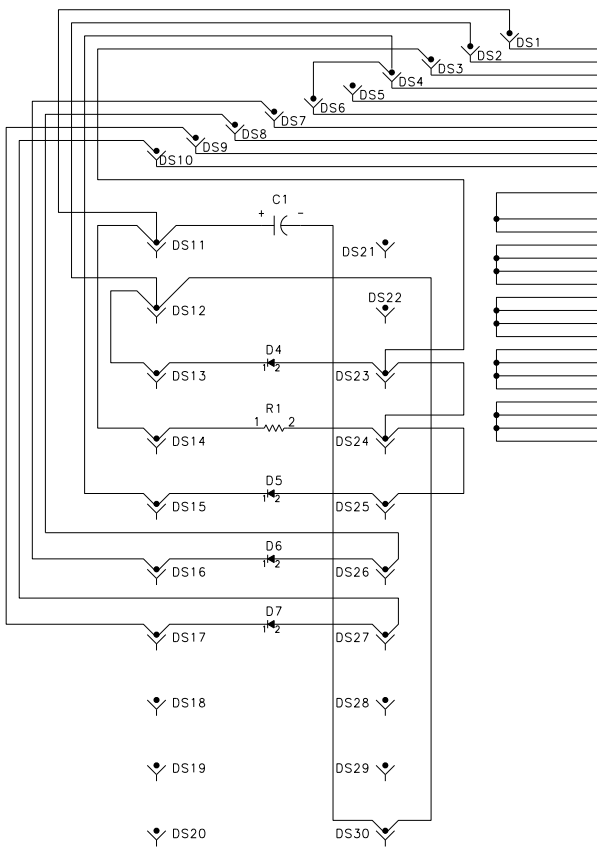 DS1
DS2
DS3
DS4
DS5
DS6
DS7
DS8
DS9
DS10
C1
+ -
DS11 DS21
DS22
DS12
D4
1 2
DS13 DS23
R1
1 2
DS14 DS24
D5
1 2
DS15 DS25
D6
1 2
DS16 DS26
D7
1 2
DS17 DS27
DS18 DS28
DS19 DS29
DS20 DS30